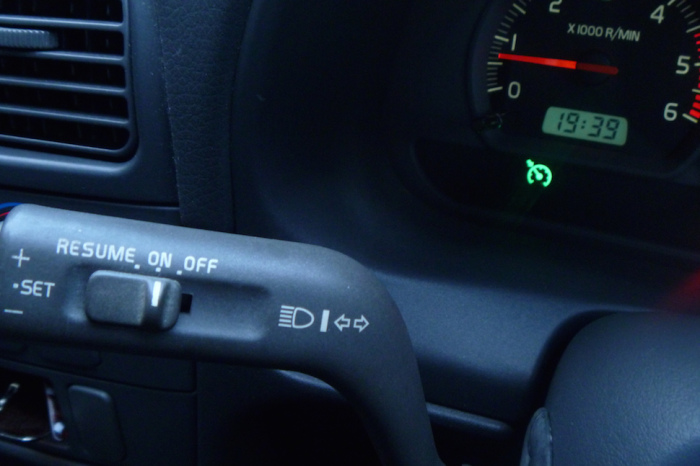 2 4
X1000 R/MIN
1 5
0 6
19:39
RESUME ON OFF
+
·SET
−